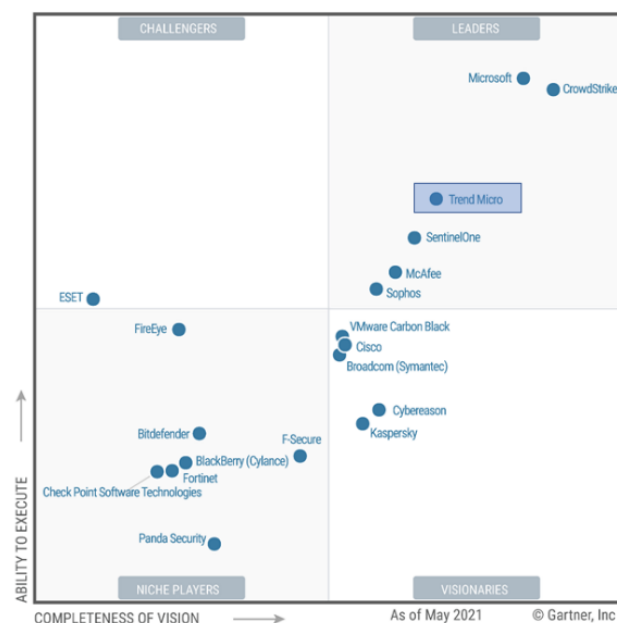 CHALLENGERS
LEADERS
Microsoft
CrowdStrike
Trend Micro
SentinelOne
McAfee
Sophos
ESET
FireEye
VMware Carbon Black
Cisco
Broadcom (Symantec)
Cybereason
Kaspersky
Bitdefender
F-Secure
BlackBerry (Cylance)
Fortinet
Check Point Software Technologies
Panda Security
NICHE PLAYERS
VISIONARIES
ABILITY TO EXECUTE
COMPLETENESS OF VISION
As of May 2021
© Gartner, Inc